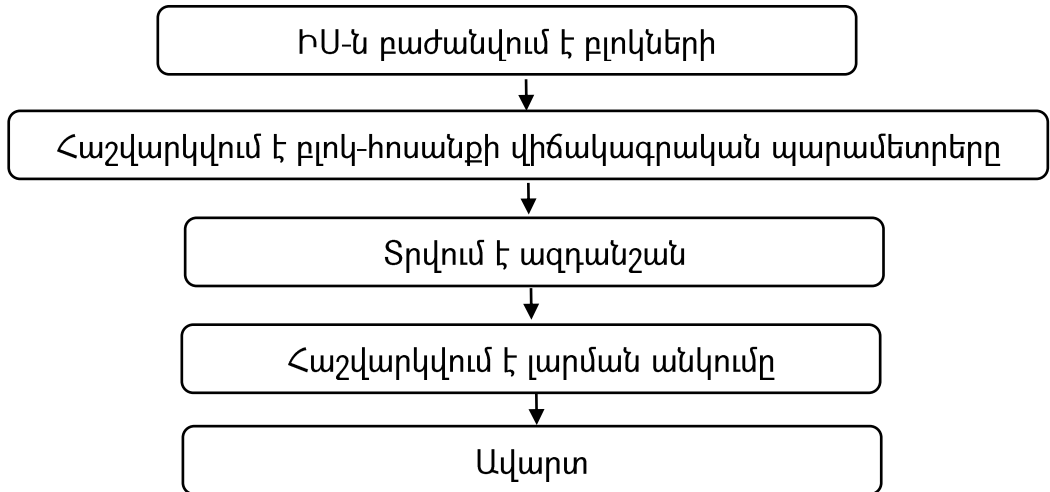 ԻՍ-ն բաժանվում է բլոկների
Հաշվարկվում է բլոկ-հոսանքի վիճակագրական պարամետրերը
Տրվում է ազդանշան
Հաշվարկվում է լարման անկումը
Ավարտ